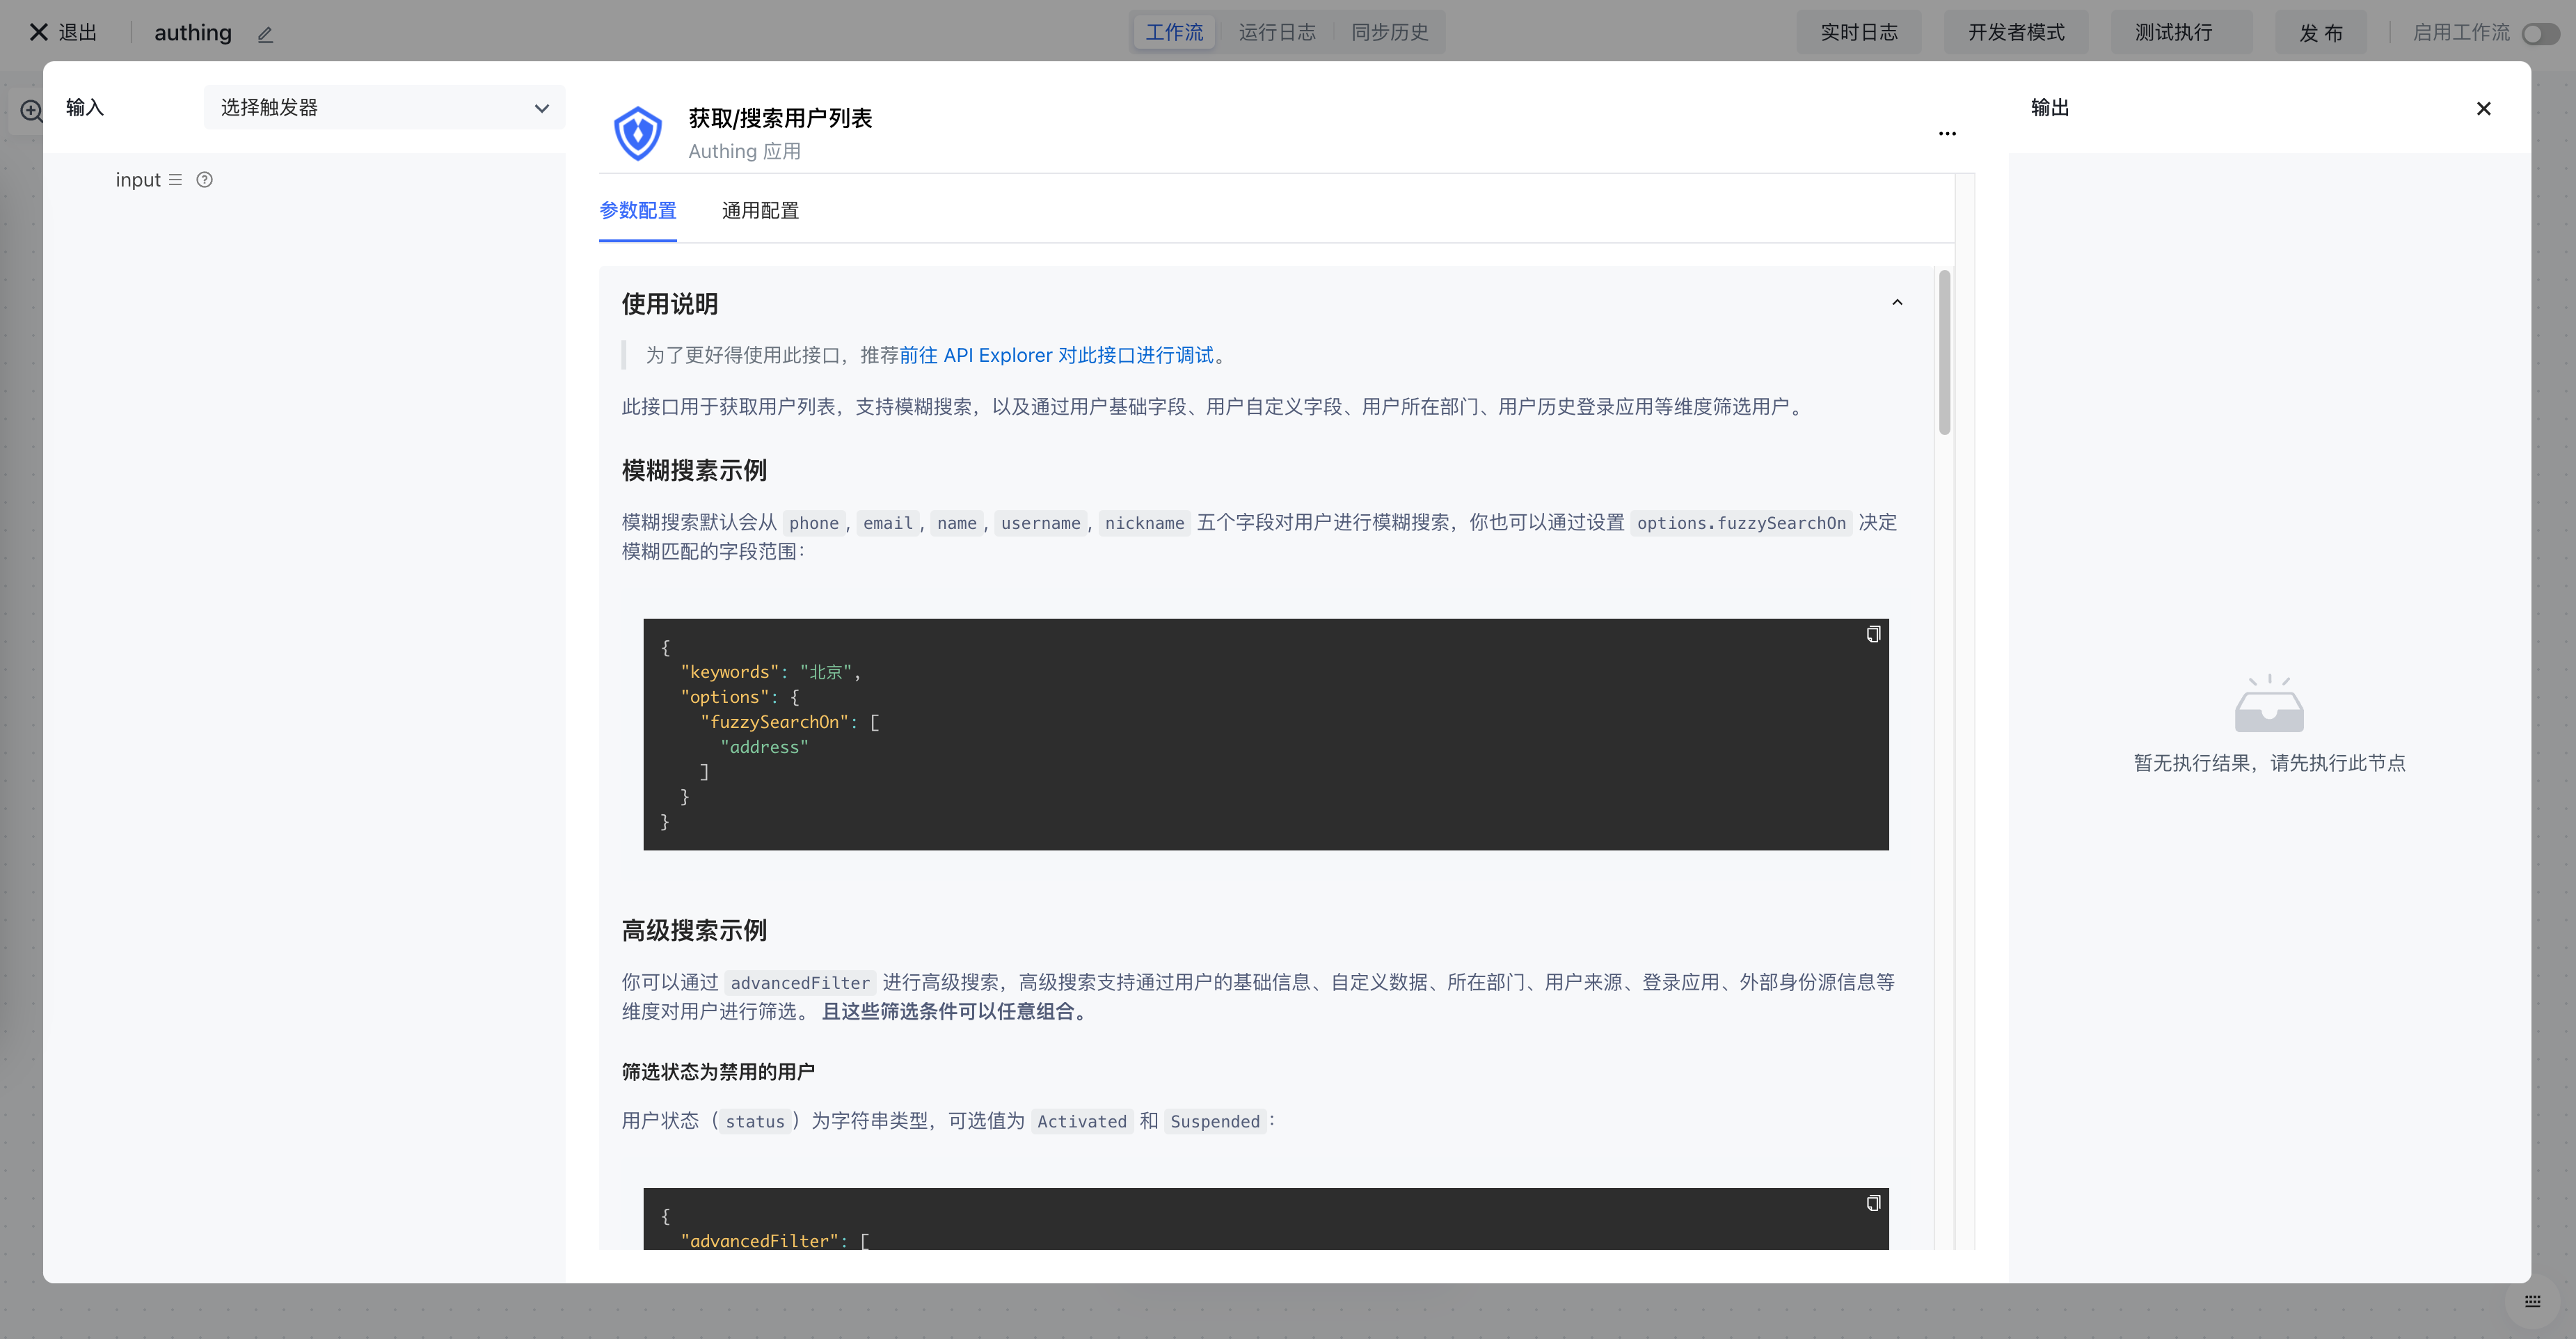 退出
authing
工作流
运行日志
同步历史
实时日志
开发者模式
测试执行
发 布
启用工作流
输入
选择触发器
input
获取/搜索用户列表
Authing 应用
参数配置
通用配置
使用说明
为了更好得使用此接口，推荐前往 API Explorer 对此接口进行调试。
此接口用于获取用户列表，支持模糊搜索，以及通过用户基础字段、用户自定义字段、用户所在部门、用户历史登录应用等维度筛选用户。
模糊搜素示例
模糊搜索默认会从 phone, email, name, username, nickname 五个字段对用户进行模糊搜索，你也可以通过设置 options.fuzzySearchOn 决定
模糊匹配的字段范围：
{
"keywords": "北京",
"options": {
"fuzzySearchOn": [
"address"
]
}
}
高级搜索示例
你可以通过 advancedFilter 进行高级搜索，高级搜索支持通过用户的基础信息、自定义数据、所在部门、用户来源、登录应用、外部身份源信息等
维度对用户进行筛选。 且这些筛选条件可以任意组合。
筛选状态为禁用的用户
用户状态（status）为字符串类型，可选值为 Activated 和 Suspended：
{
"advancedFilter": [
输出
暂无执行结果，请先执行此节点